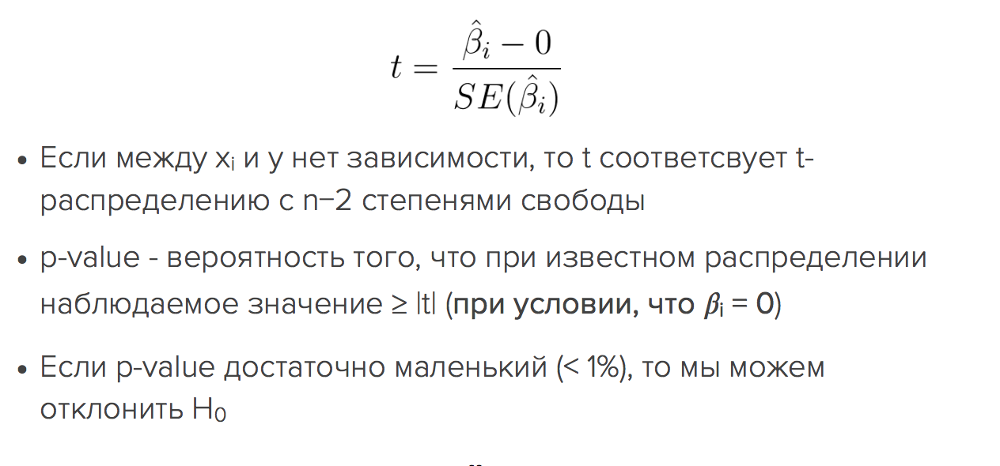 t = \frac{\hat{\beta}_i - 0}{SE(\hat{\beta}_i)}
• Если между xᵢ и y нет зависимости, то t соответсвует t-
распределению с n−2 степенями свободы
• p-value - вероятность того, что при известном распределении
наблюдаемое значение ≥ |t| (при условии, что βᵢ = 0)
• Если p-value достаточно маленький (< 1%), то мы можем
отклонить H₀